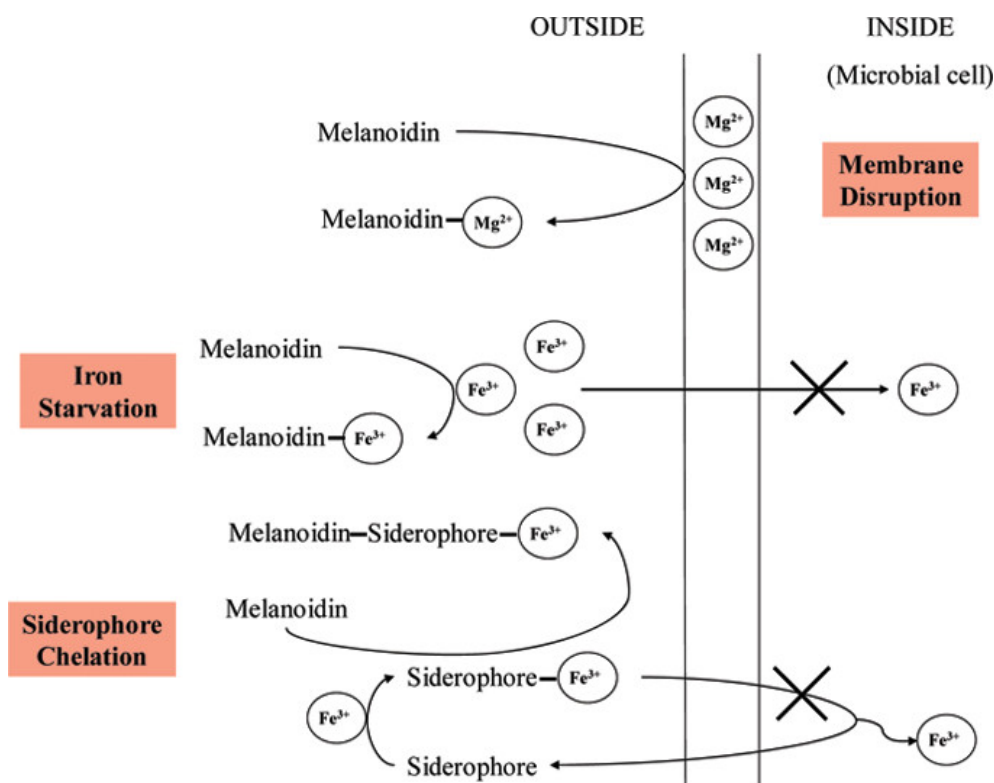 OUTSIDE
INSIDE
(Microbial cell)
Melanoidin
Mg²⁺
Mg²⁺
Mg²⁺
Membrane
Disruption
Melanoidin
Mg²⁺
Iron
Starvation
Melanoidin
Fe³⁺
Fe³⁺
Fe³⁺
Fe³⁺
Melanoidin
Fe³⁺
Melanoidin Siderophore
Fe³⁺
Siderophore
Chelation
Melanoidin
Siderophore
Fe³⁺
Fe³⁺
Fe³⁺
Siderophore